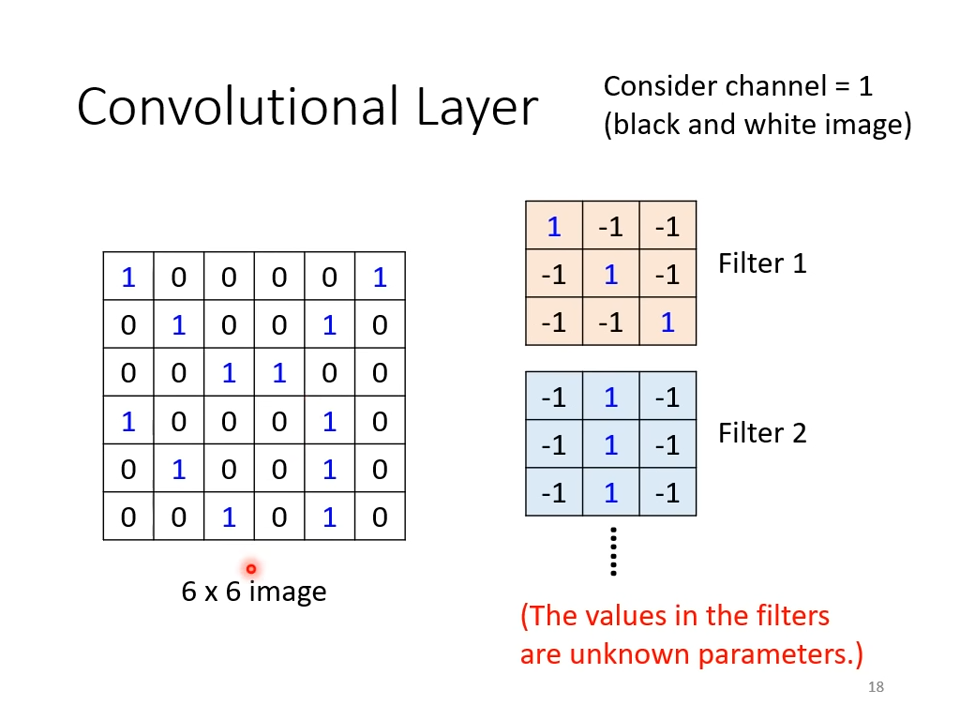 Convolutional Layer
Consider channel = 1
(black and white image)
1 0 0 0 0 1
0 1 0 0 1 0
0 0 1 1 0 0
1 0 0 0 1 0
0 1 0 0 1 0
0 0 1 0 1 0
6 x 6 image
1 -1 -1
-1 1 -1
-1 -1 1
Filter 1
-1 1 -1
-1 1 -1
-1 1 -1
Filter 2
(The values in the filters
are unknown parameters.)
18